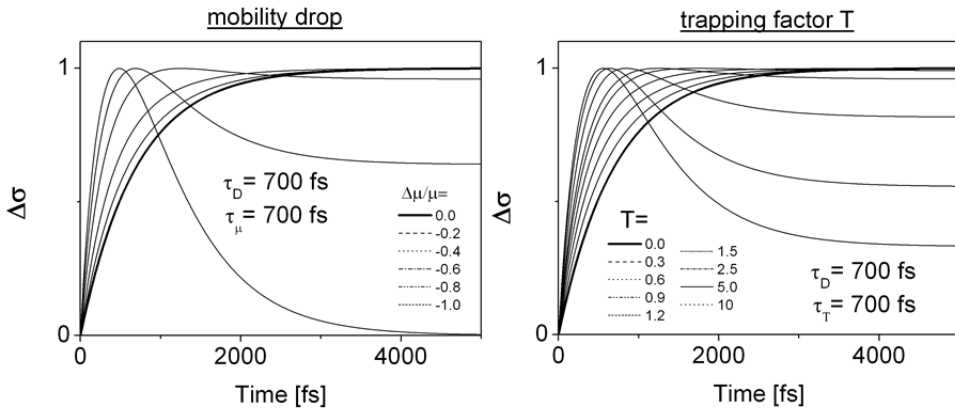 mobility drop
1
Δσ
0
τD = 700 fs
τμ = 700 fs
Δμ/μ=
0.0
-0.2
-0.4
-0.6
-0.8
-1.0
0
2000
4000
Time [fs]
trapping factor T
1
Δσ
0
T=
0.0
0.3
0.6
0.9
1.2
1.5
2.5
5.0
10
τD = 700 fs
τT = 700 fs
0
2000
4000
Time [fs]